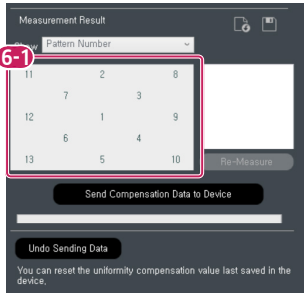 Measurement Result
Show Pattern Number
6-1
11 2 8
7 3
12 1 9
6 4
13 5 10
Re-Measure
Send Compensation Data to Device
Undo Sending Data
You can reset the uniformity compensation value last saved in the
device.